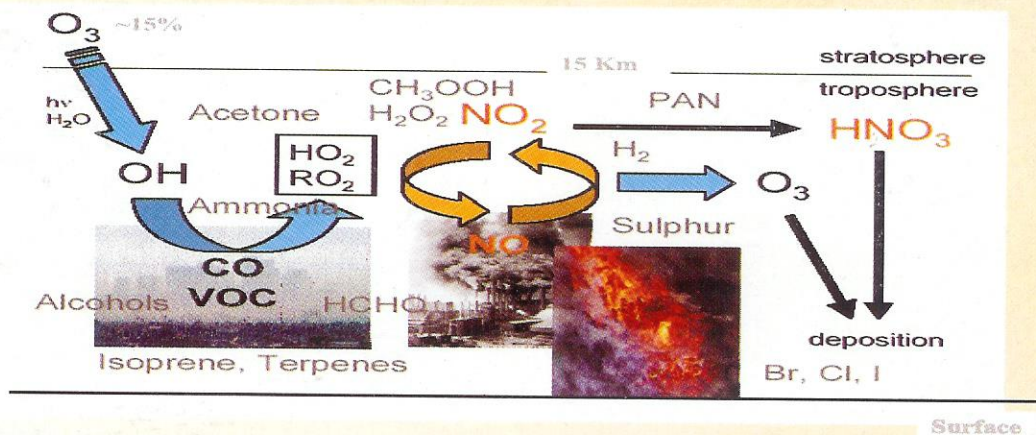 O₃ ~15%
stratosphere
15 Km
troposphere
CH₃OOH
PAN
hν
H₂O
Acetone
H₂O₂ NO₂
HNO₃
HO₂
RO₂
H₂
OH
O₃
Ammonia
Sulphur
NO
CO
Alcohols VOC HCHO
deposition
Isoprene, Terpenes
Br, Cl, I
Surface